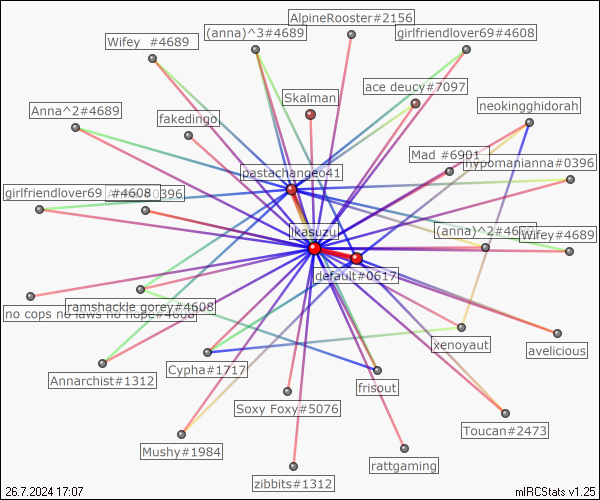 AlpineRooster#2156
(anna)^3#4689
girlfriendlover69#4608
Wifey #4689
ace deucy#7097
Skalman
neokingghidorah
Anna^2#4689
fakedingo
Mad #6901
hypomanianna#0396
pastachangeo41
girlfriendlover69 #4608
(anna)^2#4689
Wifey#4689
ikasuzu
default#0617
ramshackle gorey#4608
no cops no laws no hope#4608
xenoyaut
avelicious
Cypha#1717
Annarchist#1312
frisout
Soxy Foxy#5076
Toucan#2473
Mushy#1984
rattgaming
zibbits#1312
26.7.2024 17:07
mIRCStats v1.25